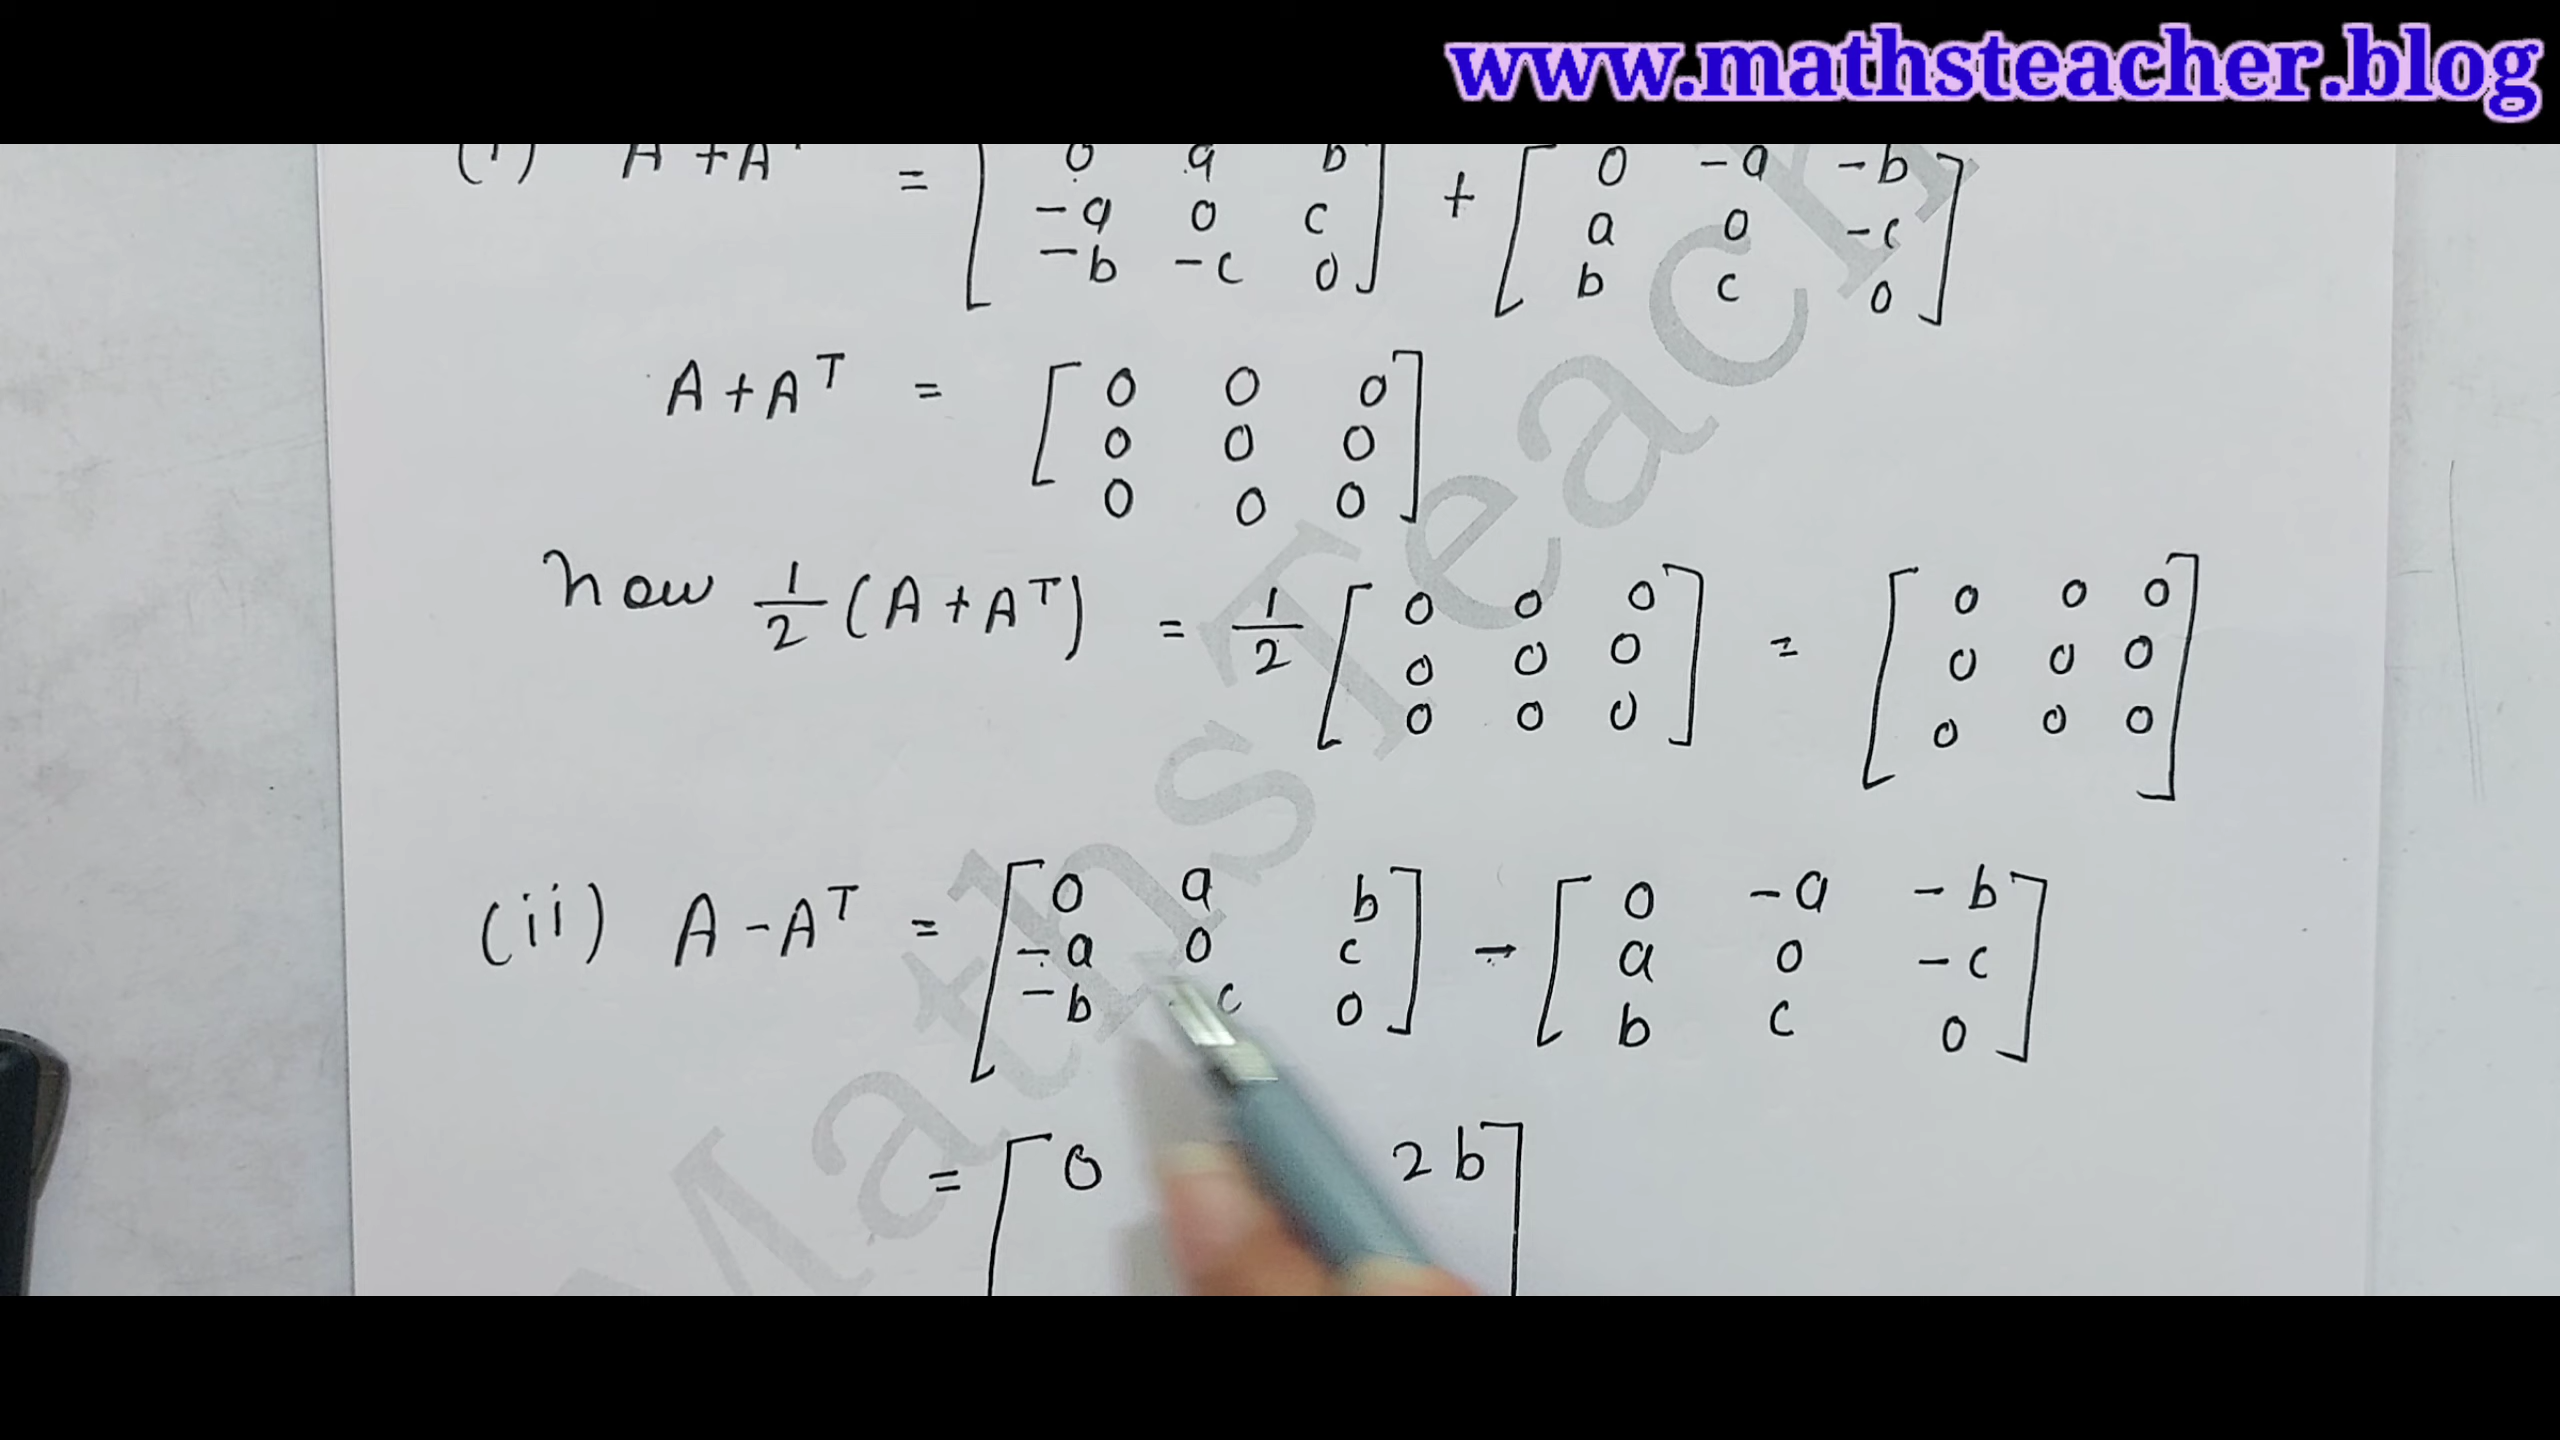 www.mathsteacher.blog
(i) A + Aᵀ = [ 0 a b ] + [ 0 -a -b ]
-a 0 c a 0 -c
-b -c 0 b c 0
A + Aᵀ = [ 0 0 0 ]
0 0 0
0 0 0
Now 1/2 (A + Aᵀ) = 1/2 [ 0 0 0 ] = [ 0 0 0 ]
0 0 0 0 0 0
0 0 0 0 0 0
(ii) A - Aᵀ = [ 0 a b ] - [ 0 -a -b ]
-a 0 c a 0 -c
-b c 0 b c 0
= [ 0 2b ]
Maths Teach